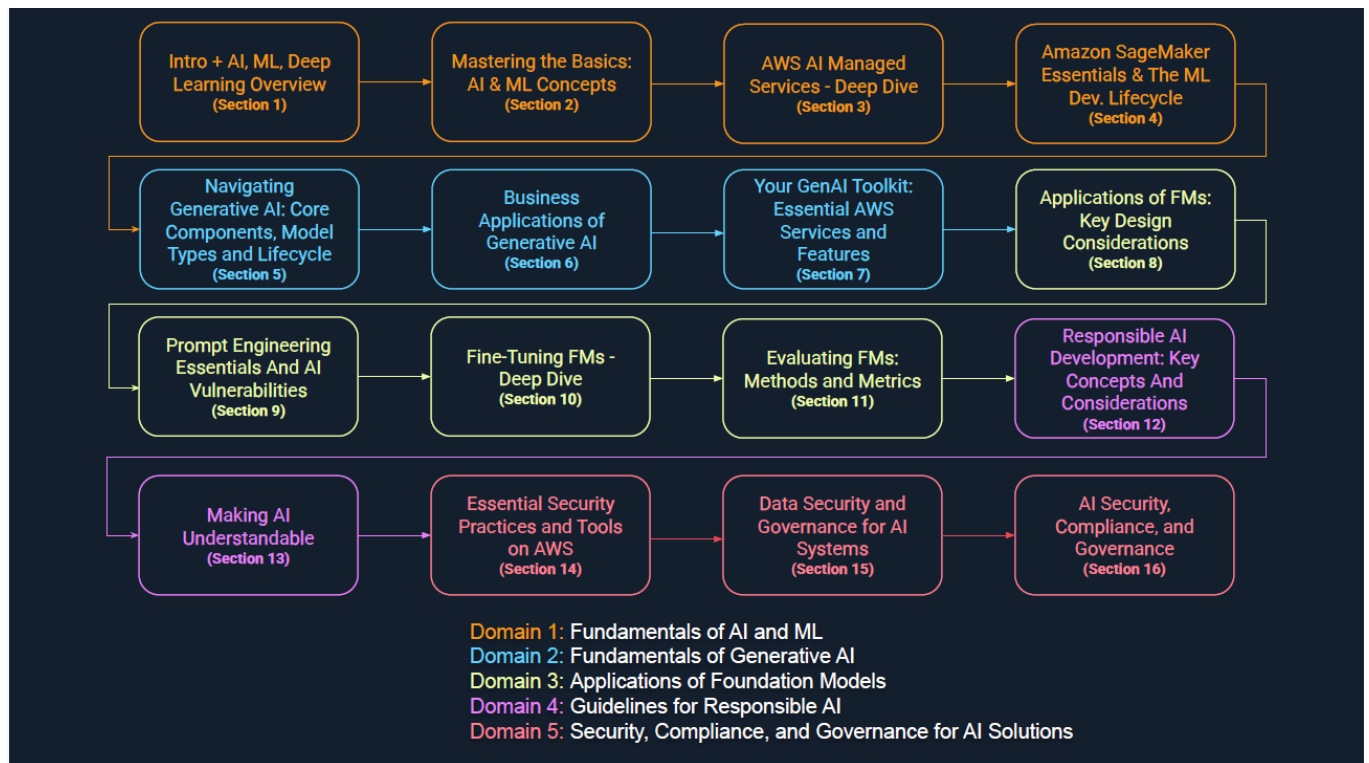 Intro + AI, ML, Deep
Learning Overview
(Section 1)
Mastering the Basics:
AI & ML Concepts
(Section 2)
AWS AI Managed
Services - Deep Dive
(Section 3)
Amazon SageMaker
Essentials & The ML
Dev. Lifecycle
(Section 4)
Navigating
Generative AI: Core
Components, Model
Types and Lifecycle
(Section 5)
Business
Applications of
Generative AI
(Section 6)
Your GenAI Toolkit:
Essential AWS
Services and
Features
(Section 7)
Applications of FMs:
Key Design
Considerations
(Section 8)
Prompt Engineering
Essentials And AI
Vulnerabilities
(Section 9)
Fine-Tuning FMs -
Deep Dive
(Section 10)
Evaluating FMs:
Methods and Metrics
(Section 11)
Responsible AI
Development: Key
Concepts And
Considerations
(Section 12)
Making AI
Understandable
(Section 13)
Essential Security
Practices and Tools
on AWS
(Section 14)
Data Security and
Governance for AI
Systems
(Section 15)
AI Security,
Compliance, and
Governance
(Section 16)
Domain 1: Fundamentals of AI and ML
Domain 2: Fundamentals of Generative AI
Domain 3: Applications of Foundation Models
Domain 4: Guidelines for Responsible AI
Domain 5: Security, Compliance, and Governance for AI Solutions